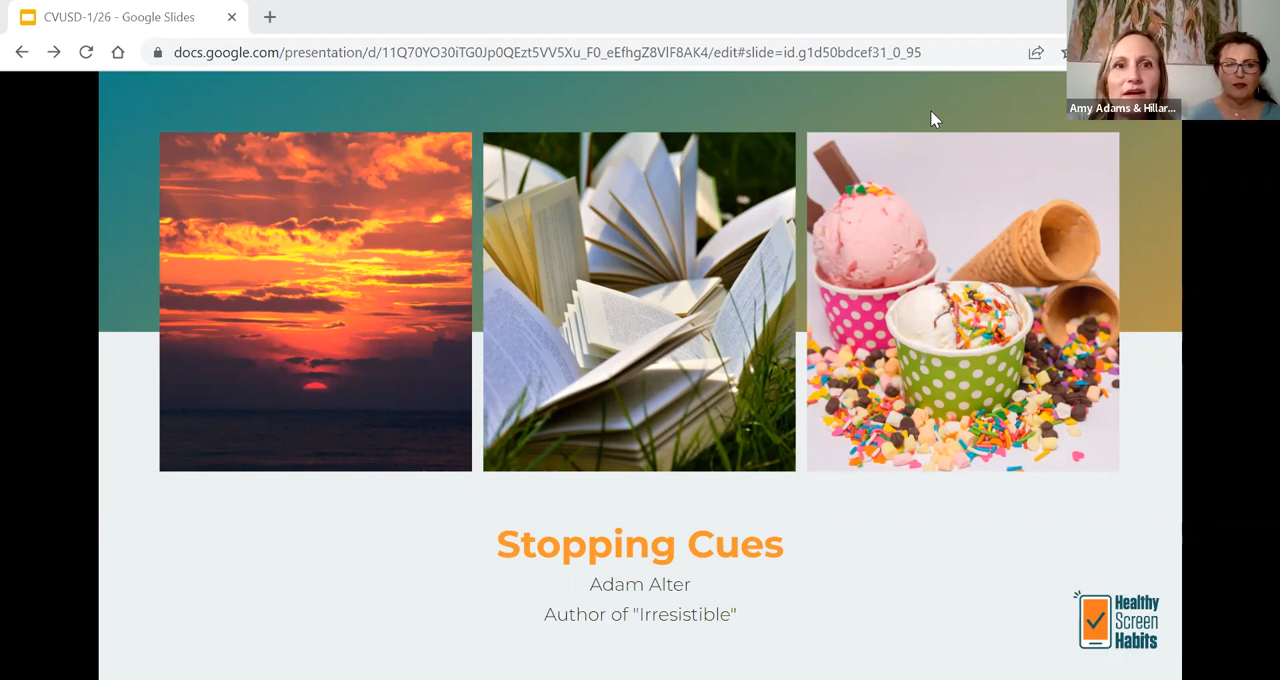 CVUSD-1/26 - Google Slides
docs.google.com/presentation/d/11Q70YO30iTG0Jp0QEzt5VV5Xu_F0_eEfhgZ8VlF8AK4/edit#slide=id.g1d50bdcef31_0_95
Amy Adams & Hillar...
Stopping Cues
Adam Alter
Author of "Irresistible"
Healthy
Screen
Habits